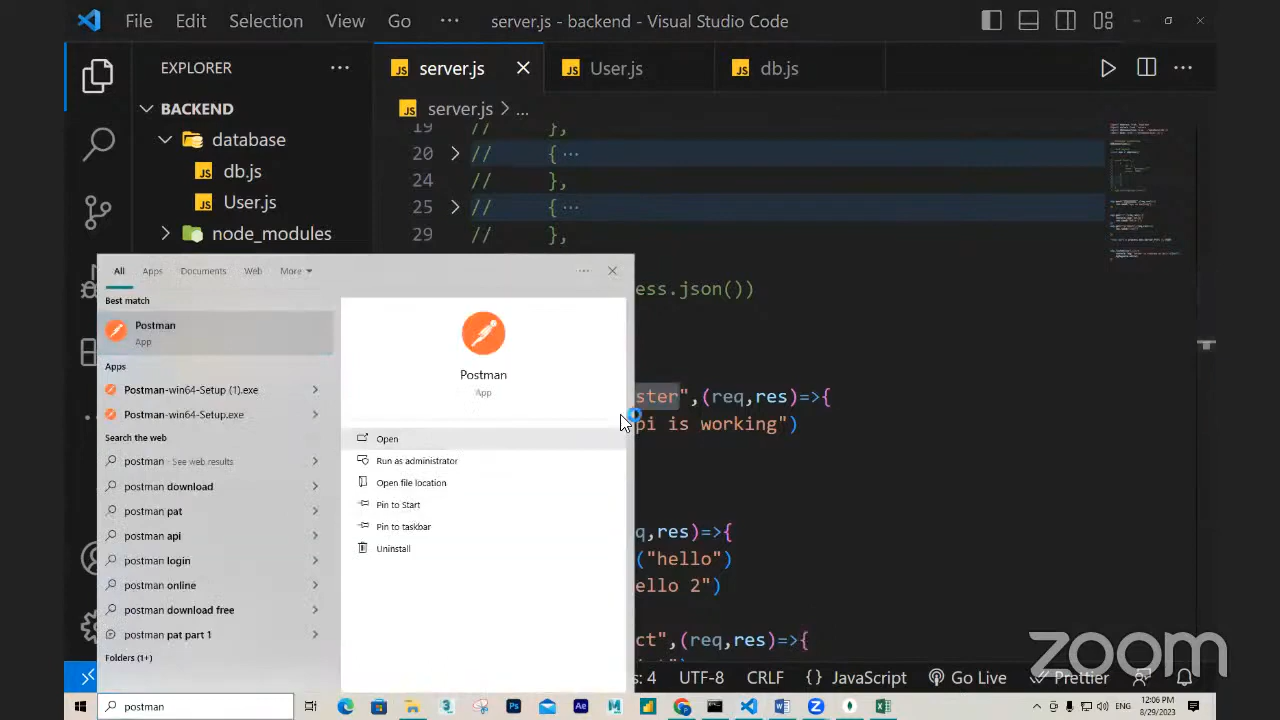 File Edit Selection View Go ··· server.js - backend - Visual Studio Code
EXPLORER ···
server.js
User.js
db.js
BACKEND
database
db.js
User.js
node_modules
server.js > ...
19 // },
20 // { ···
24 // },
25 // { ···
29 // },
ess.json())
ster",(req,res)=>{
pi is working")
q,res)=>{
("hello")
ello 2")
ct",(req,res)=>{
All Apps Documents Web More ···
Best match
Postman
App
Apps
Postman-win64-Setup (1).exe
Postman-win64-Setup.exe
Search the web
postman - See web results
postman download
postman pat
postman api
postman login
postman online
postman download free
postman pat part 1
Folders (1+)
Postman
App
Open
Run as administrator
Open file location
Pin to Start
Pin to taskbar
Uninstall
zoom
s: 4 UTF-8 CRLF {} JavaScript Go Live Prettier
postman
12:06 PM
8/29/2023